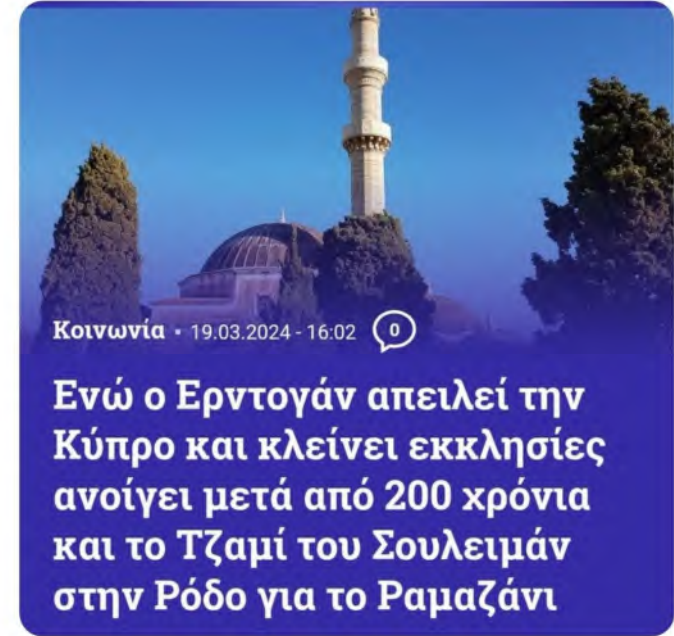 Κοινωνία • 19.03.2024 - 16:02 0
Ενώ ο Ερντογάν απειλεί την
Κύπρο και κλείνει εκκλησίες
ανοίγει μετά από 200 χρόνια
και το Τζαμί του Σουλειμάν
στην Ρόδο για το Ραμαζάνι